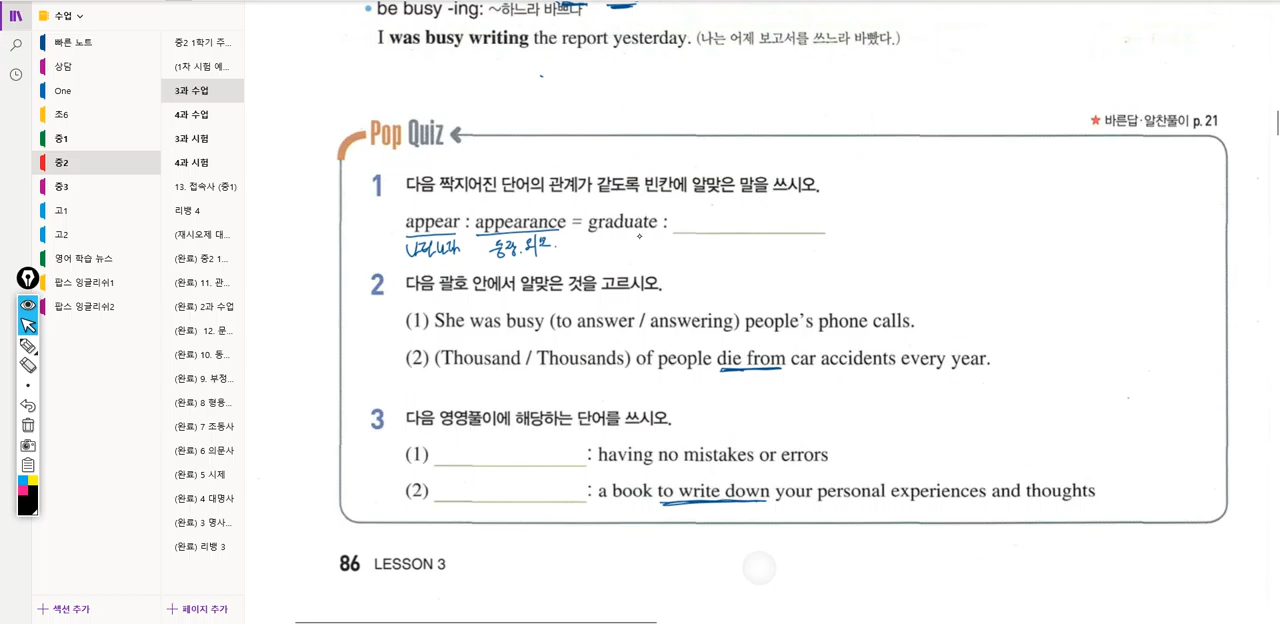 수업
빠른 노트
상담
One
초6
중1
중2
중3
고1
고2
영어 학습 뉴스
팝스 잉글리쉬1
팝스 잉글리쉬2
섹션 추가
중2 1학기 주...
(1차 시험 예...
3과 수업
4과 수업
3과 시험
4과 시험
13. 접속사 (중1)
리뱅 4
(재시오제 대...
(완료) 중2 1...
(완료) 11. 관...
(완료) 2과 수업
(완료) 12. 문...
(완료) 10. 동...
(완료) 9. 부정...
(완료) 8 형용...
(완료) 7 조동사
(완료) 6 의문사
(완료) 5 시제
(완료) 4 대명사
(완료) 3 명사...
(완료) 리뱅 3
페이지 추가
be busy -ing: ～하느라 바쁘다
I was busy writing the report yesterday. (나는 어제 보고서를 쓰느라 바빴다.)
Pop Quiz
★ 바른답·알찬풀이 p. 21
1 다음 짝지어진 단어의 관계가 같도록 빈칸에 알맞은 말을 쓰시오.
appear : appearance = graduate :
나타나다 등장. 외모.
2 다음 괄호 안에서 알맞은 것을 고르시오.
(1) She was busy (to answer / answering) people's phone calls.
(2) (Thousand / Thousands) of people die from car accidents every year.
3 다음 영영풀이에 해당하는 단어를 쓰시오.
(1) : having no mistakes or errors
(2) : a book to write down your personal experiences and thoughts
86 LESSON 3